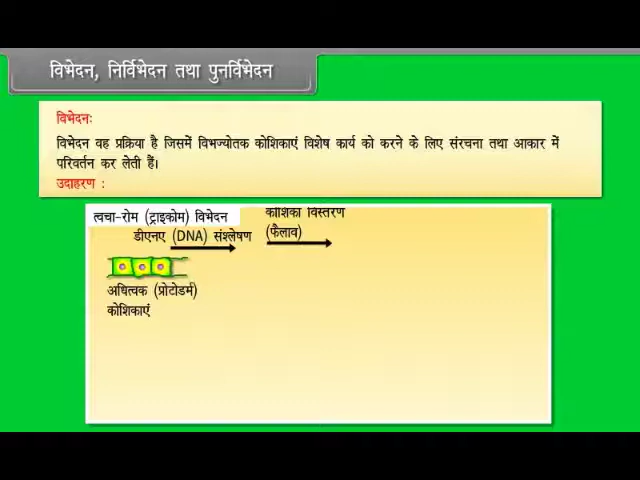 विभेदन, निर्विभेदन तथा पुनर्विभेदन
विभेदनः
विभेदन वह प्रक्रिया है जिसमें विभज्योतक कोशिकाएं विशेष कार्य को करने के लिए संरचना तथा आकार में
परिवर्तन कर लेती हैं।
उदाहरण :
त्वचा-रोम (ट्राइकोम) विभेदन
कोशिका विस्तरण
डीएनए (DNA) संश्लेषण
(फैलाव)
अधित्वक (प्रोटोडर्म)
कोशिकाएं